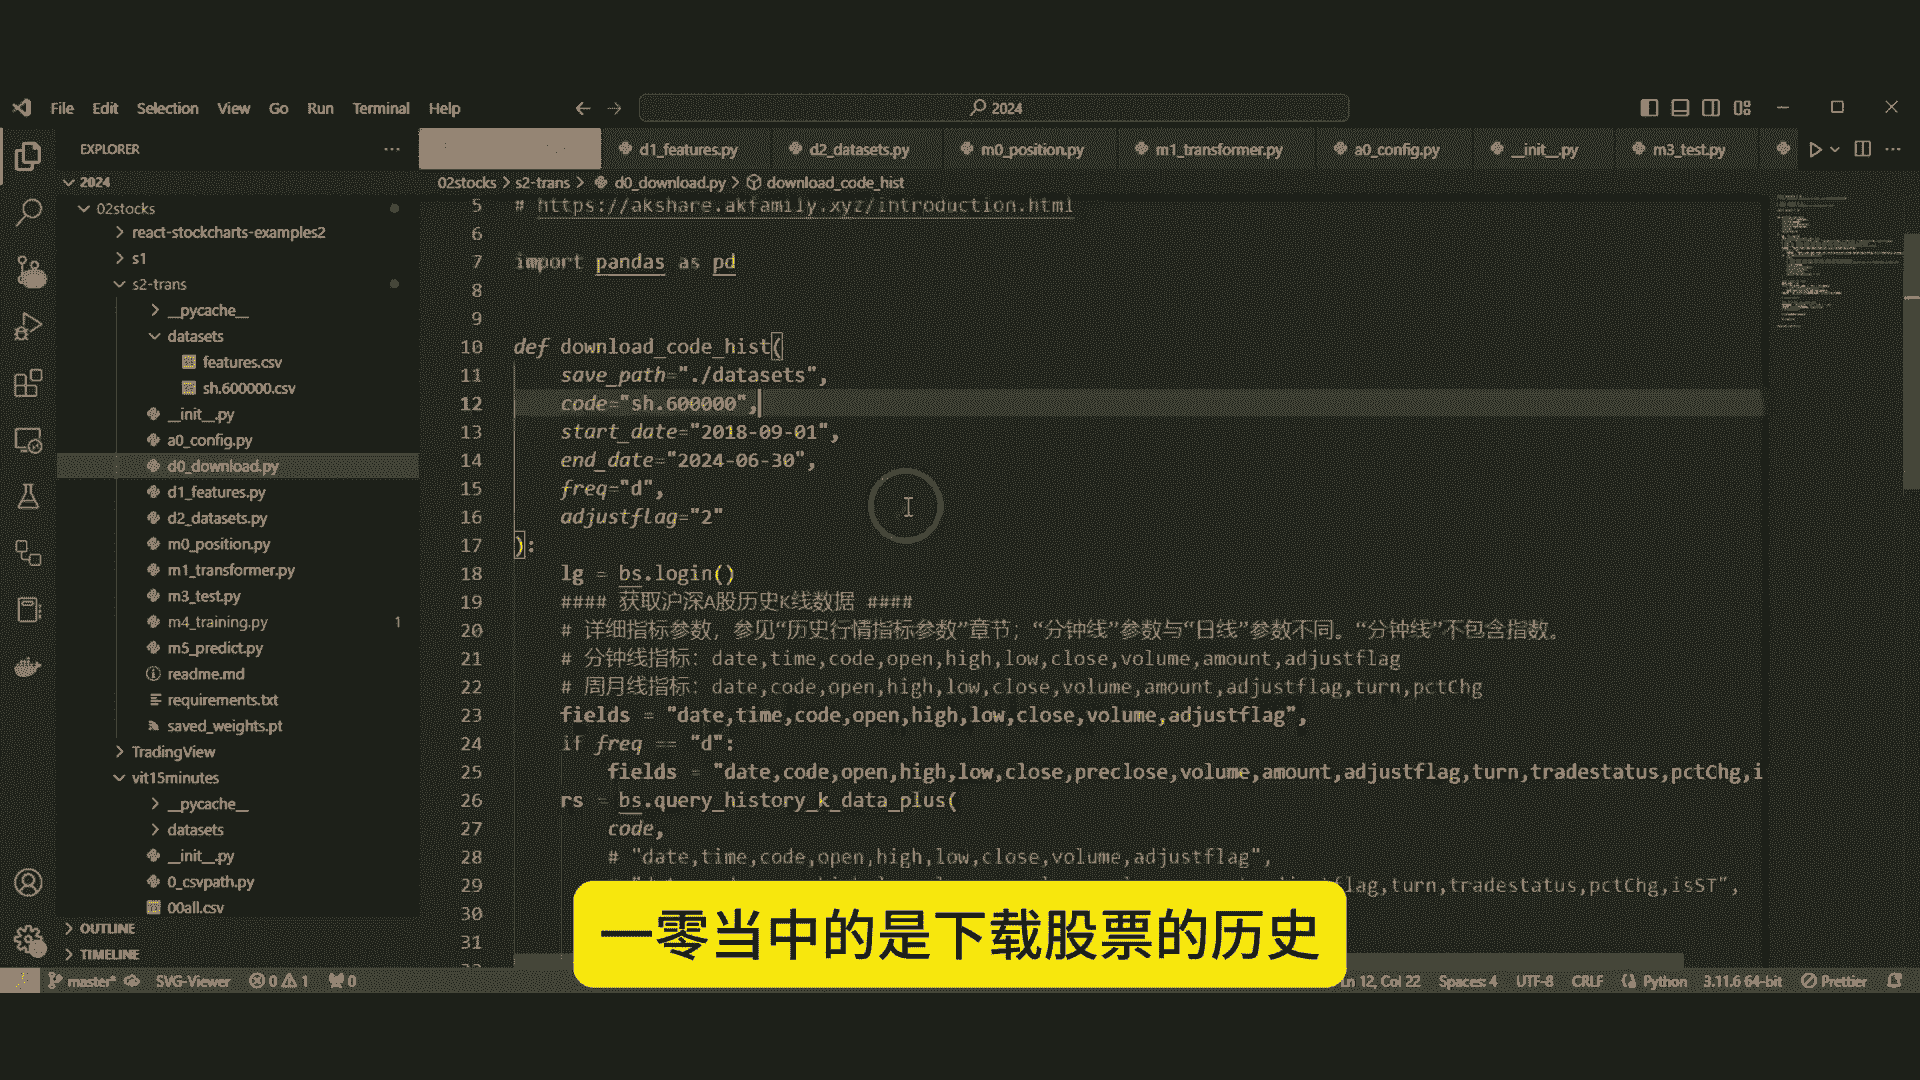 File Edit Selection View Go Run Terminal Help
2024
EXPLORER
d1_features.py
d2_datasets.py
m0_position.py
m1_transformer.py
a0_config.py
__init__.py
m3_test.py
02stocks > s2-trans > d0_download.py > download_code_hist
2024
02stocks
react-stockcharts-examples2
s1
s2-trans
__pycache__
datasets
features.csv
sh.600000.csv
__init__.py
a0_config.py
d0_download.py
d1_features.py
d2_datasets.py
m0_position.py
m1_transformer.py
m3_test.py
m4_training.py 1
m5_predict.py
readme.md
requirements.txt
saved_weights.pt
TradingView
vit15minutes
__pycache__
datasets
__init__.py
0_csvpath.py
00all.csv
OUTLINE
TIMELINE
5 # https://akshare.akfamily.xyz/introduction.html
6
7 import pandas as pd
8
9
10 def download_code_hist(
11 save_path="./datasets",
12 code="sh.600000",
13 start_date="2018-09-01",
14 end_date="2024-06-30",
15 freq="d",
16 adjustflag="2"
17 ):
18 lg = bs.login()
19 #### 获取沪深A股历史K线数据 ####
20 # 详细指标参数，参见“历史行情指标参数”章节；“分钟线”参数与“日线”参数不同。“分钟线”不包含指数。
21 # 分钟线指标：date,time,code,open,high,low,close,volume,amount,adjustflag
22 # 周月线指标：date,code,open,high,low,close,volume,amount,adjustflag,turn,pctChg
23 fields = "date,time,code,open,high,low,close,volume,adjustflag",
24 if freq == "d":
25 fields = "date,code,open,high,low,close,preclose,volume,amount,adjustflag,turn,tradestatus,pctChg,i
26 rs = bs.query_history_k_data_plus(
27 code,
28 # "date,time,code,open,high,low,close,volume,adjustflag",
29 flag,turn,tradestatus,pctChg,isST",
30
31
一零当中的是下载股票的历史
master* SVG-Viewer 0 1 0 Ln 12, Col 22 Spaces: 4 UTF-8 CRLF Python 3.11.6 64-bit Prettier